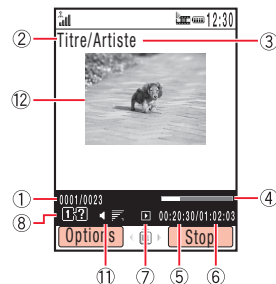 12:30
② Titre/Artiste ③
⑫
① 0001/0023 ④
⑧ 1 ?
00:20:30/01:02:03
Options Stop
⑪ ⑦ ⑤ ⑥